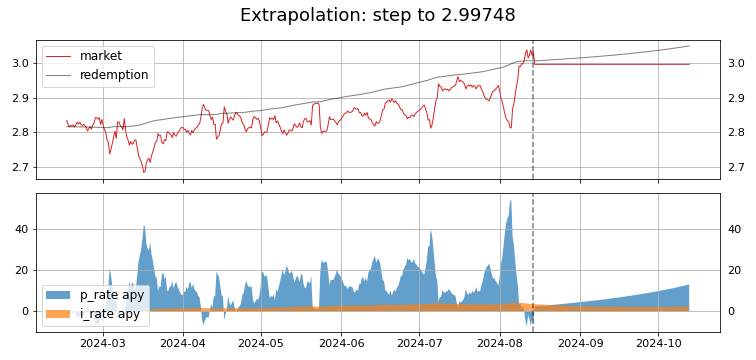 Extrapolation: step to 2.99748
market
redemption
3.0 3.0
2.9 2.9
2.8 2.8
2.7 2.7
40 40
20 20
0 0
p_rate apy
i_rate apy
2024-03 2024-04 2024-05 2024-06 2024-07 2024-08 2024-09 2024-10